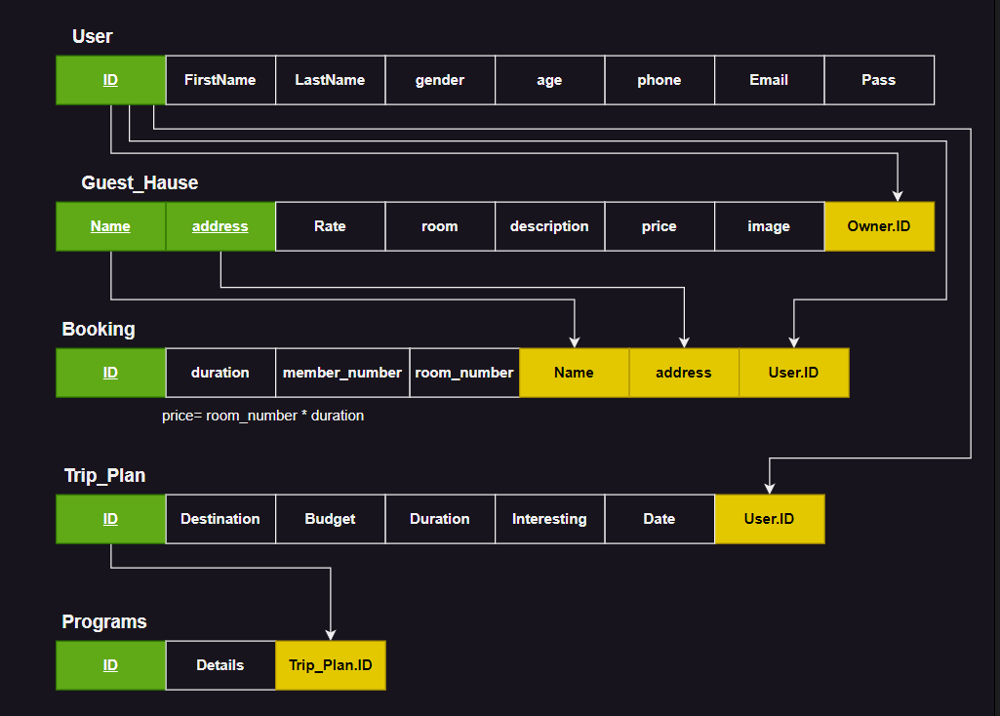 User
ID FirstName LastName gender age phone Email Pass
Guest_Hause
Name address Rate room description price image Owner.ID
Booking
ID duration member_number room_number Name address User.ID
price= room_number * duration
Trip_Plan
ID Destination Budget Duration Interesting Date User.ID
Programs
ID Details Trip_Plan.ID